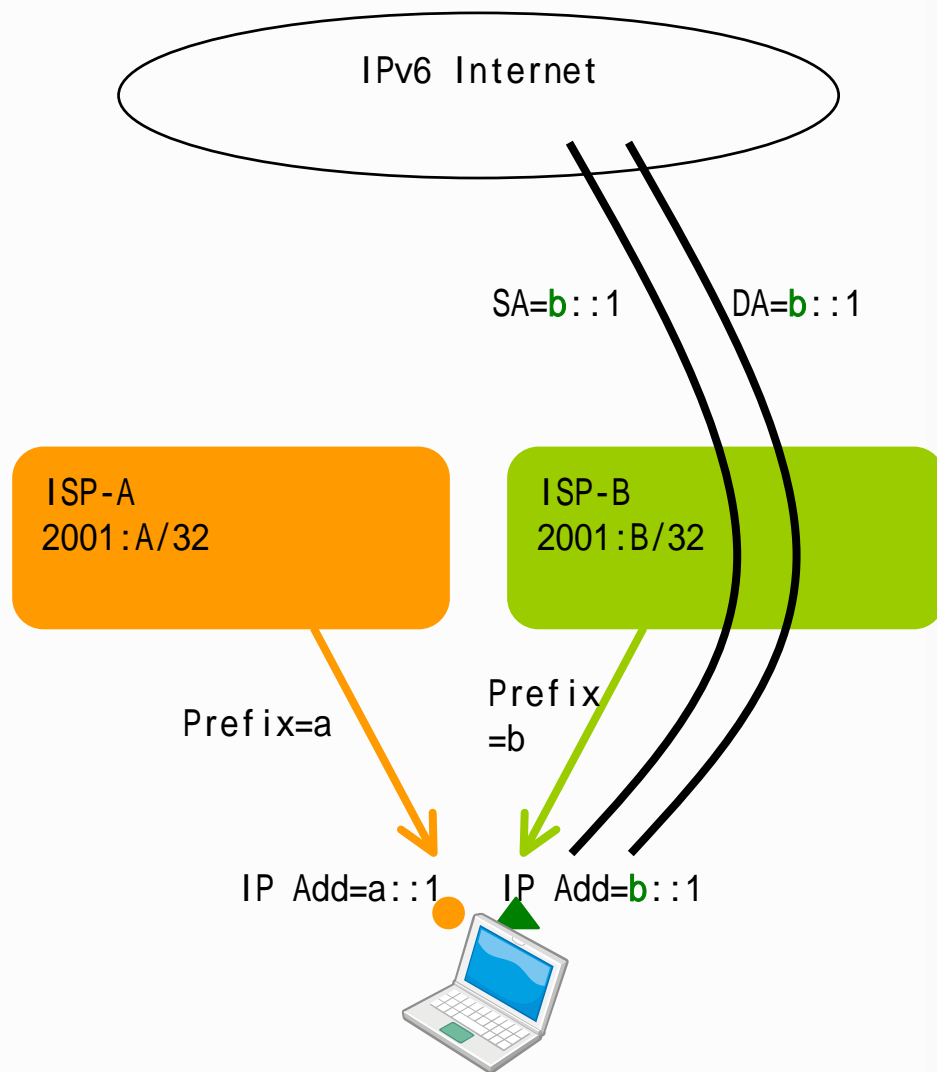 IPv6 Internet
SA=b::1
DA=b::1
ISP-A
2001:A/32
ISP-B
2001:B/32
Prefix=a
Prefix
=b
IP Add=a::1
IP Add=b::1